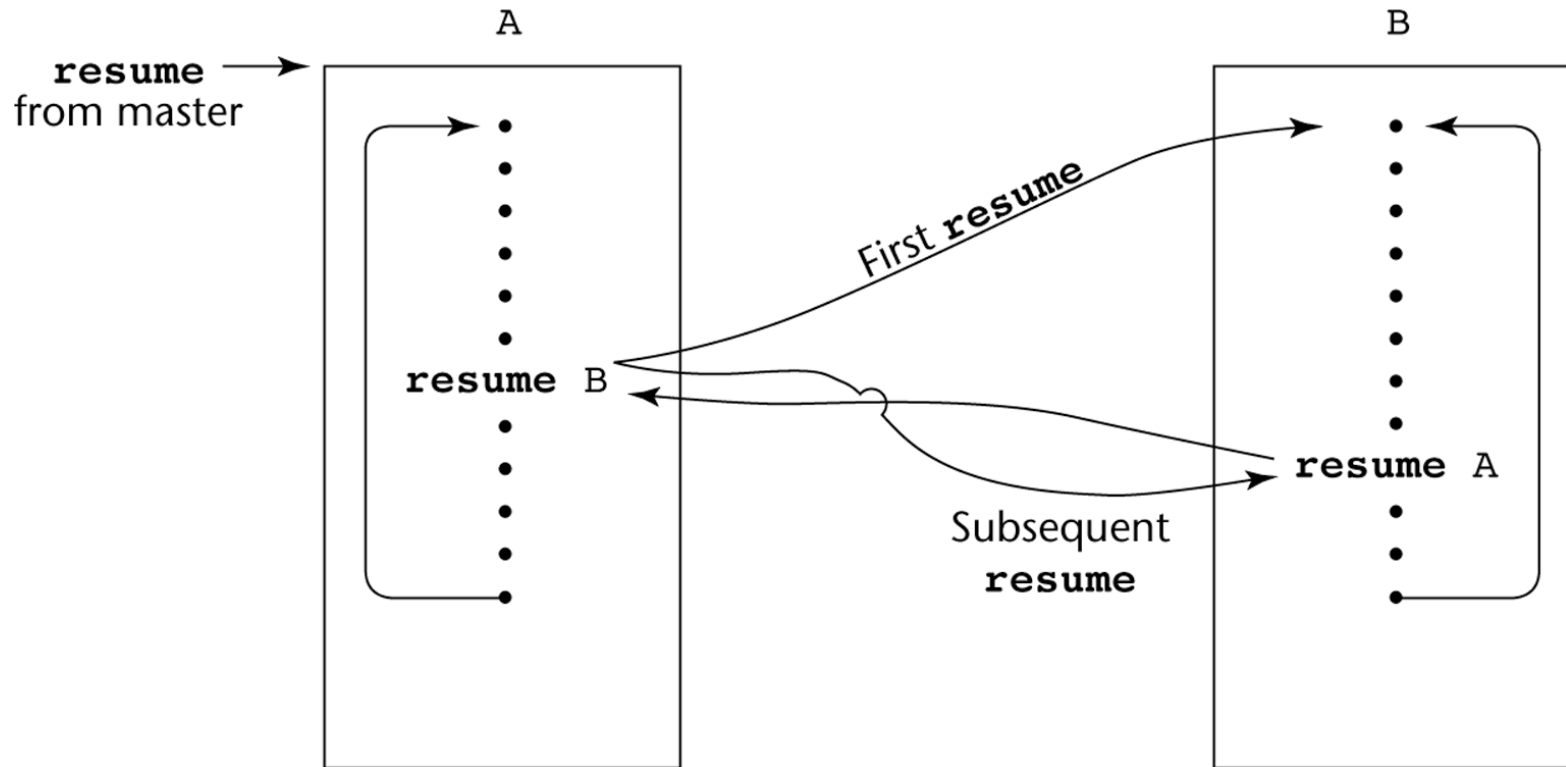 A
B
resume
from master
First resume
resume B
resume A
Subsequent
resume